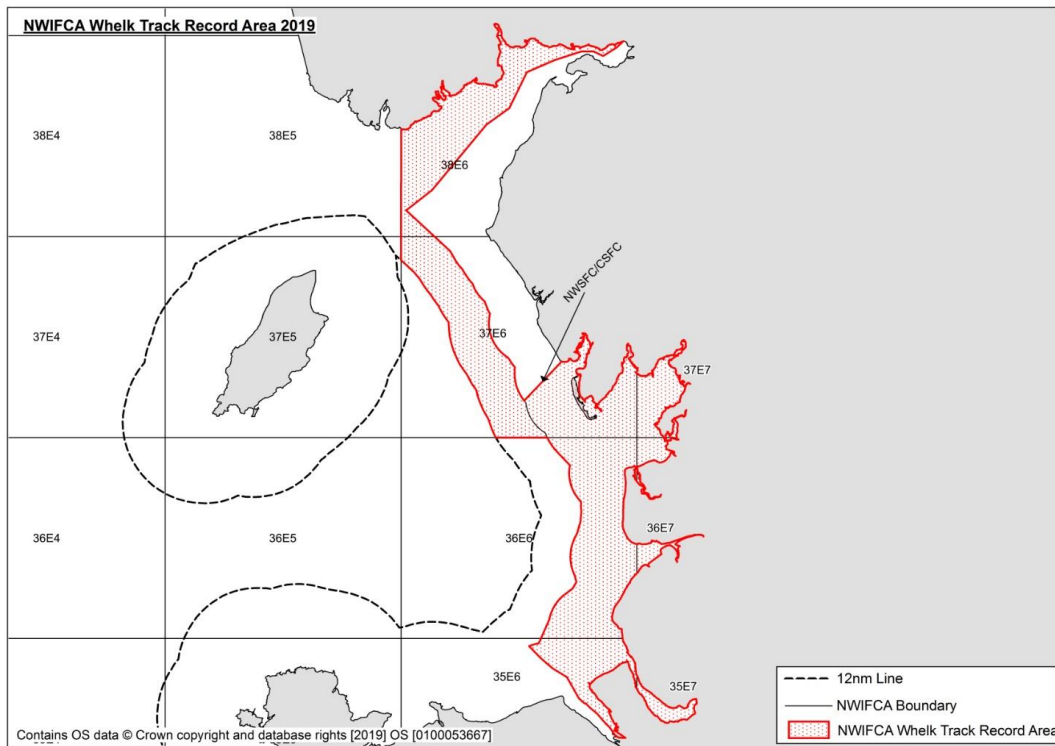 NWIFCA Whelk Track Record Area 2019
38E4
38E5
38E6
NWSFC/CSFC
37E4
37E5
37E6
37E7
36E4
36E5
36E6
36E7
35E6
35E7
12nm Line
NWIFCA Boundary
NWIFCA Whelk Track Record Area
Contains OS data © Crown copyright and database rights [2019] OS [0100053667]